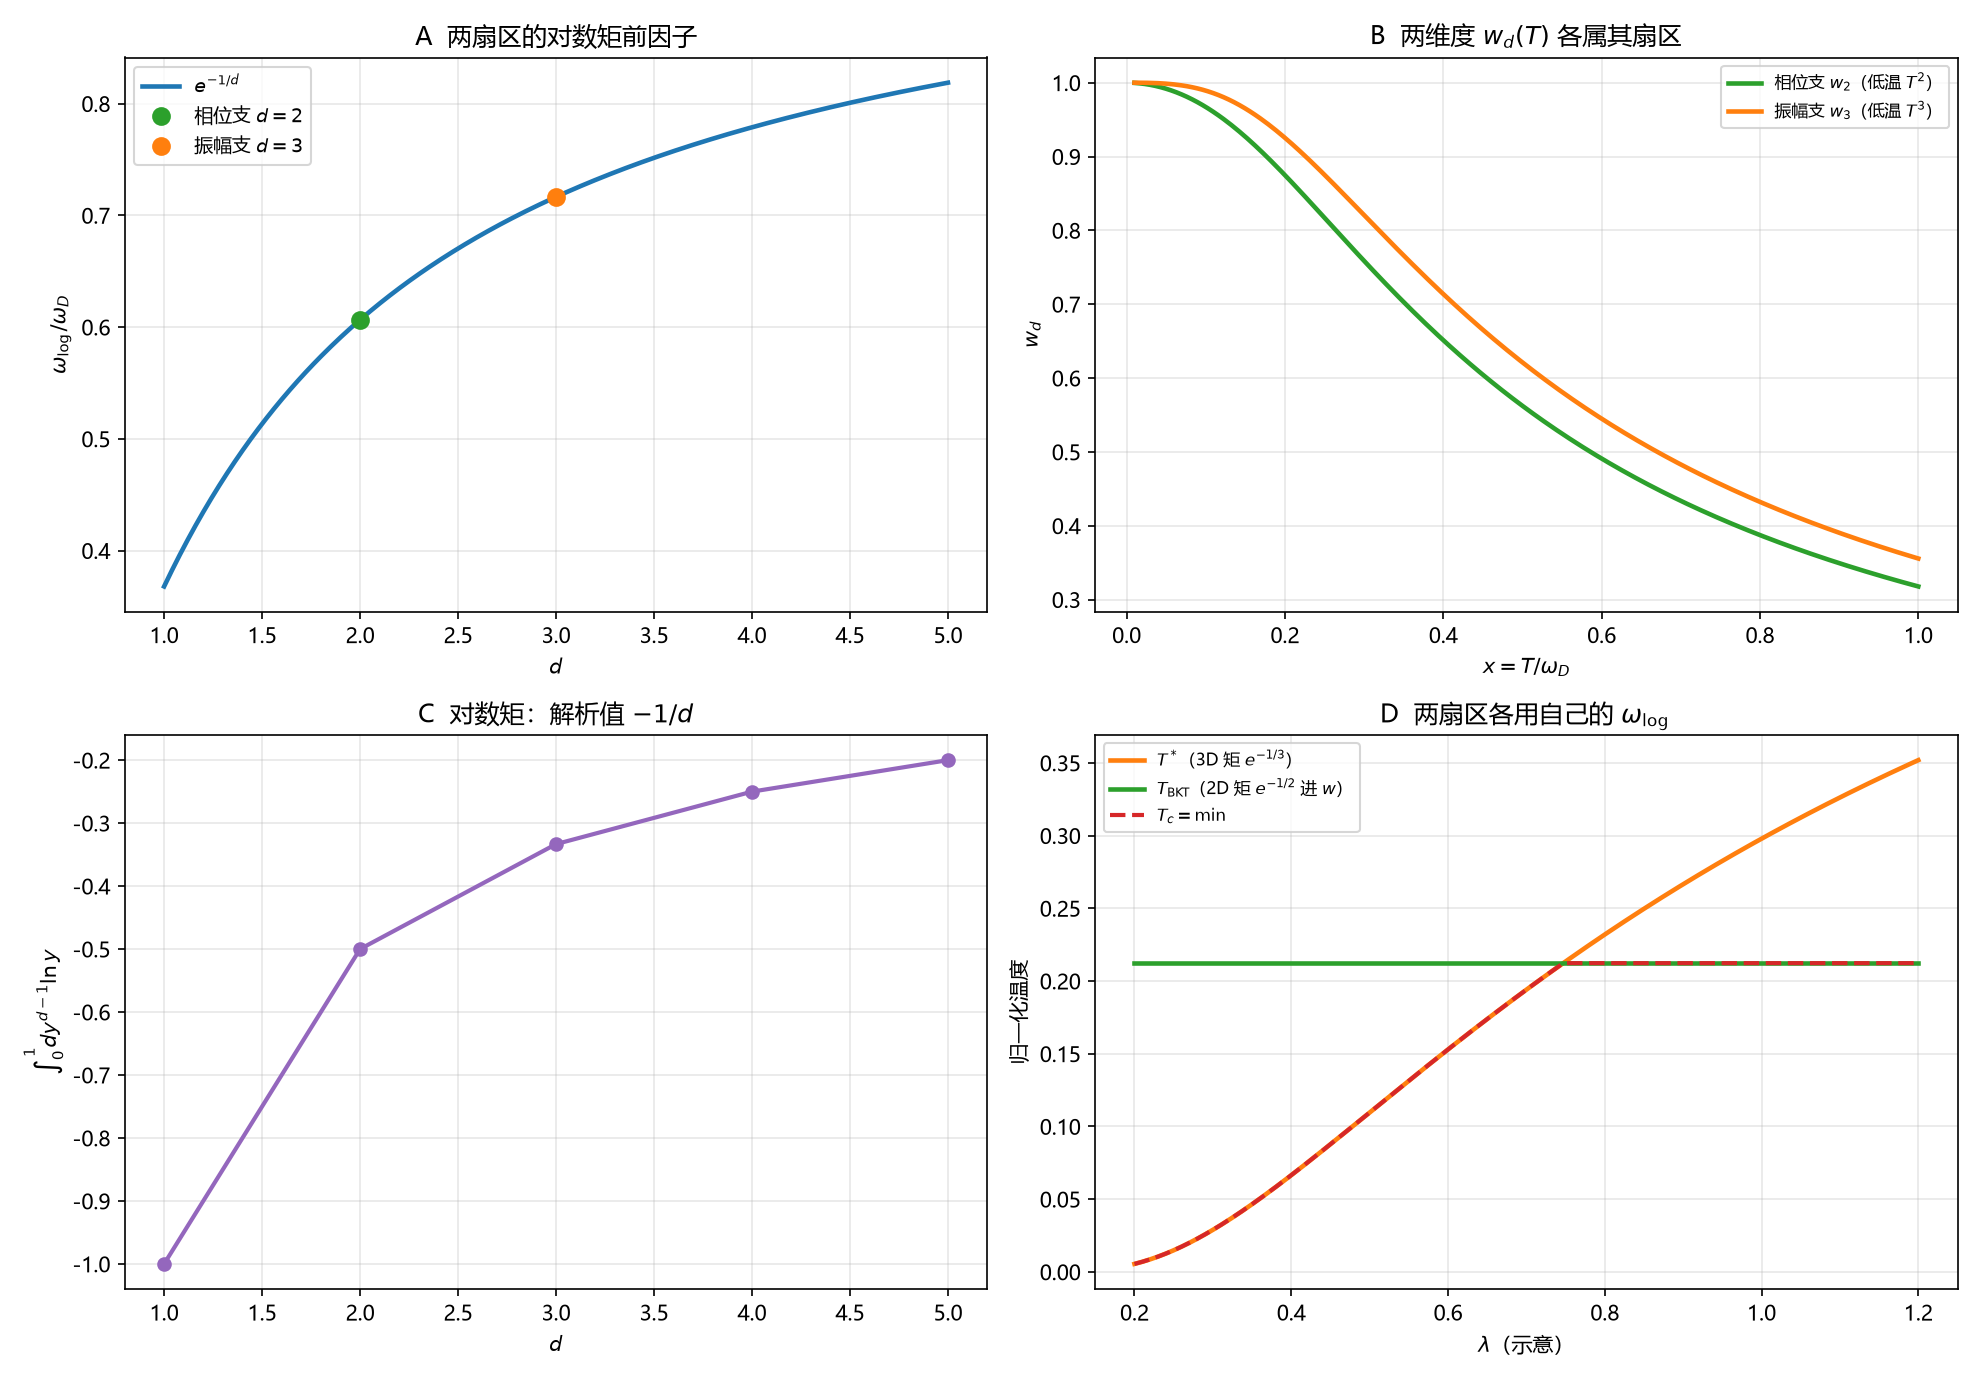 A 两扇区的对数矩前因子
e^{-1/d}
相位支 d = 2
振幅支 d = 3
ω_log/ω_D
0.8
0.7
0.6
0.5
0.4
1.0 1.5 2.0 2.5 3.0 3.5 4.0 4.5 5.0
d
B 两维度 w_d(T) 各属其扇区
相位支 w_2（低温 T^2）
振幅支 w_3（低温 T^3）
w_d
1.0
0.9
0.8
0.7
0.6
0.5
0.4
0.3
0.0 0.2 0.4 0.6 0.8 1.0
x = T/ω_D
C 对数矩：解析值 −1/d
∫_0^1 dy^{d−1} ln y
-0.2
-0.3
-0.4
-0.5
-0.6
-0.7
-0.8
-0.9
-1.0
1.0 1.5 2.0 2.5 3.0 3.5 4.0 4.5 5.0
d
D 两扇区各用自己的 ω_log
T^*（3D 矩 e^{-1/3}）
T_BKT（2D 矩 e^{-1/2} 进 w）
T_c = min
归一化温度
0.35
0.30
0.25
0.20
0.15
0.10
0.05
0.00
0.2 0.4 0.6 0.8 1.0 1.2
λ（示意）